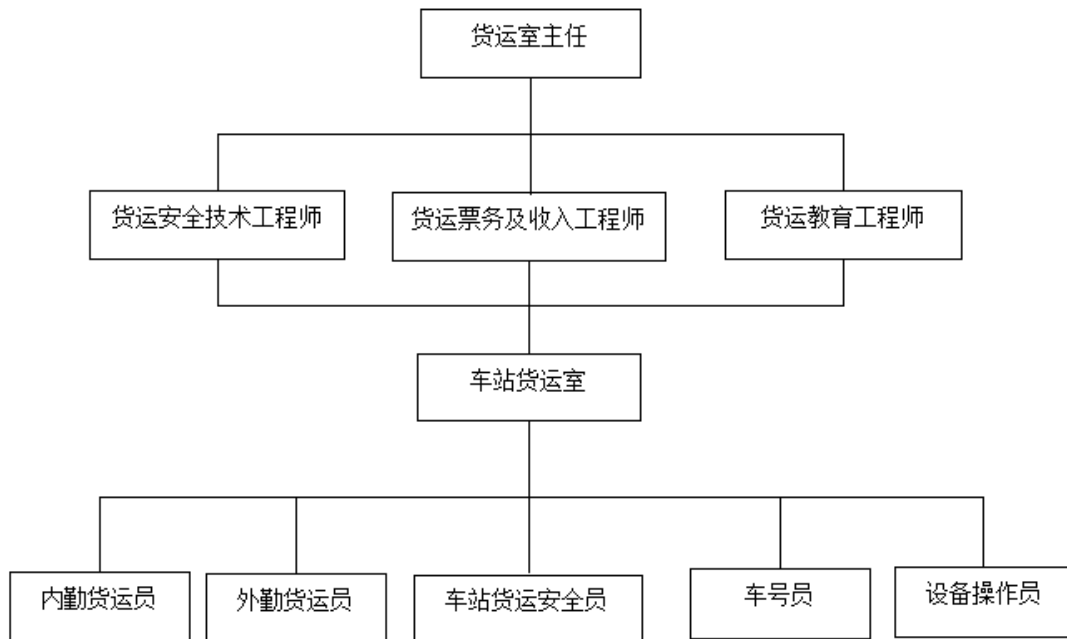 货运室主任
货运安全技术工程师
货运票务及收入工程师
货运教育工程师
车站货运室
内勤货运员
外勤货运员
车站货运安全员
车号员
设备操作员